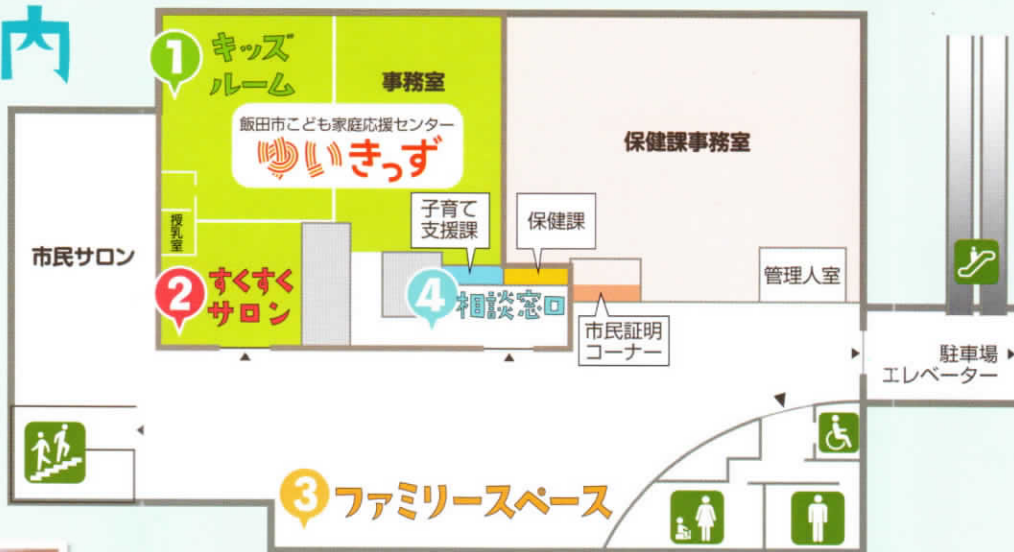 内
1 キッズ
ルーム
事務室
飯田市こども家庭応援センター
ゆいきっず
保健課事務室
授乳室
子育て
支援課
保健課
市民サロン
2 すくすく
サロン
4 相談窓口
管理人室
市民証明
コーナー
駐車場
エレベーター
3 ファミリースペース